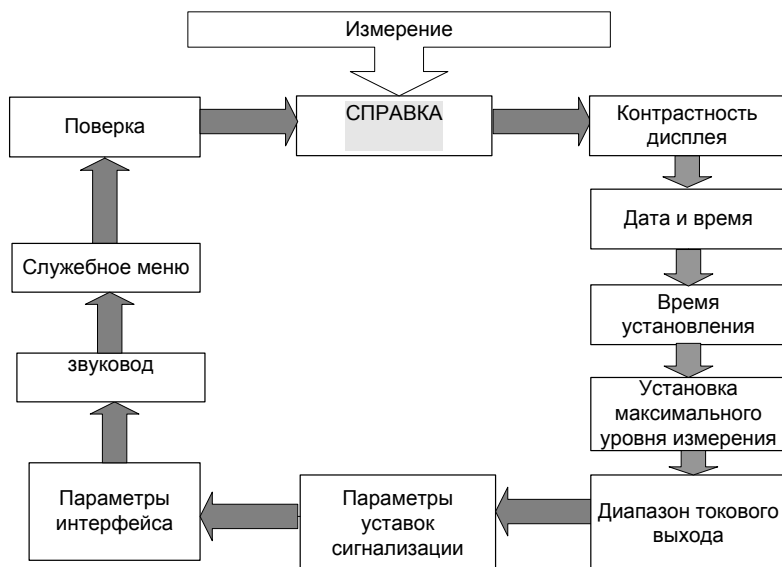 Измерение
СПРАВКА
Контрастность
дисплея
Дата и время
Время
установления
Установка
максимального
уровня измерения
Диапазон токового
выхода
Параметры
уставок
сигнализации
Параметры
интерфейса
звуковод
Служебное меню
Поверка